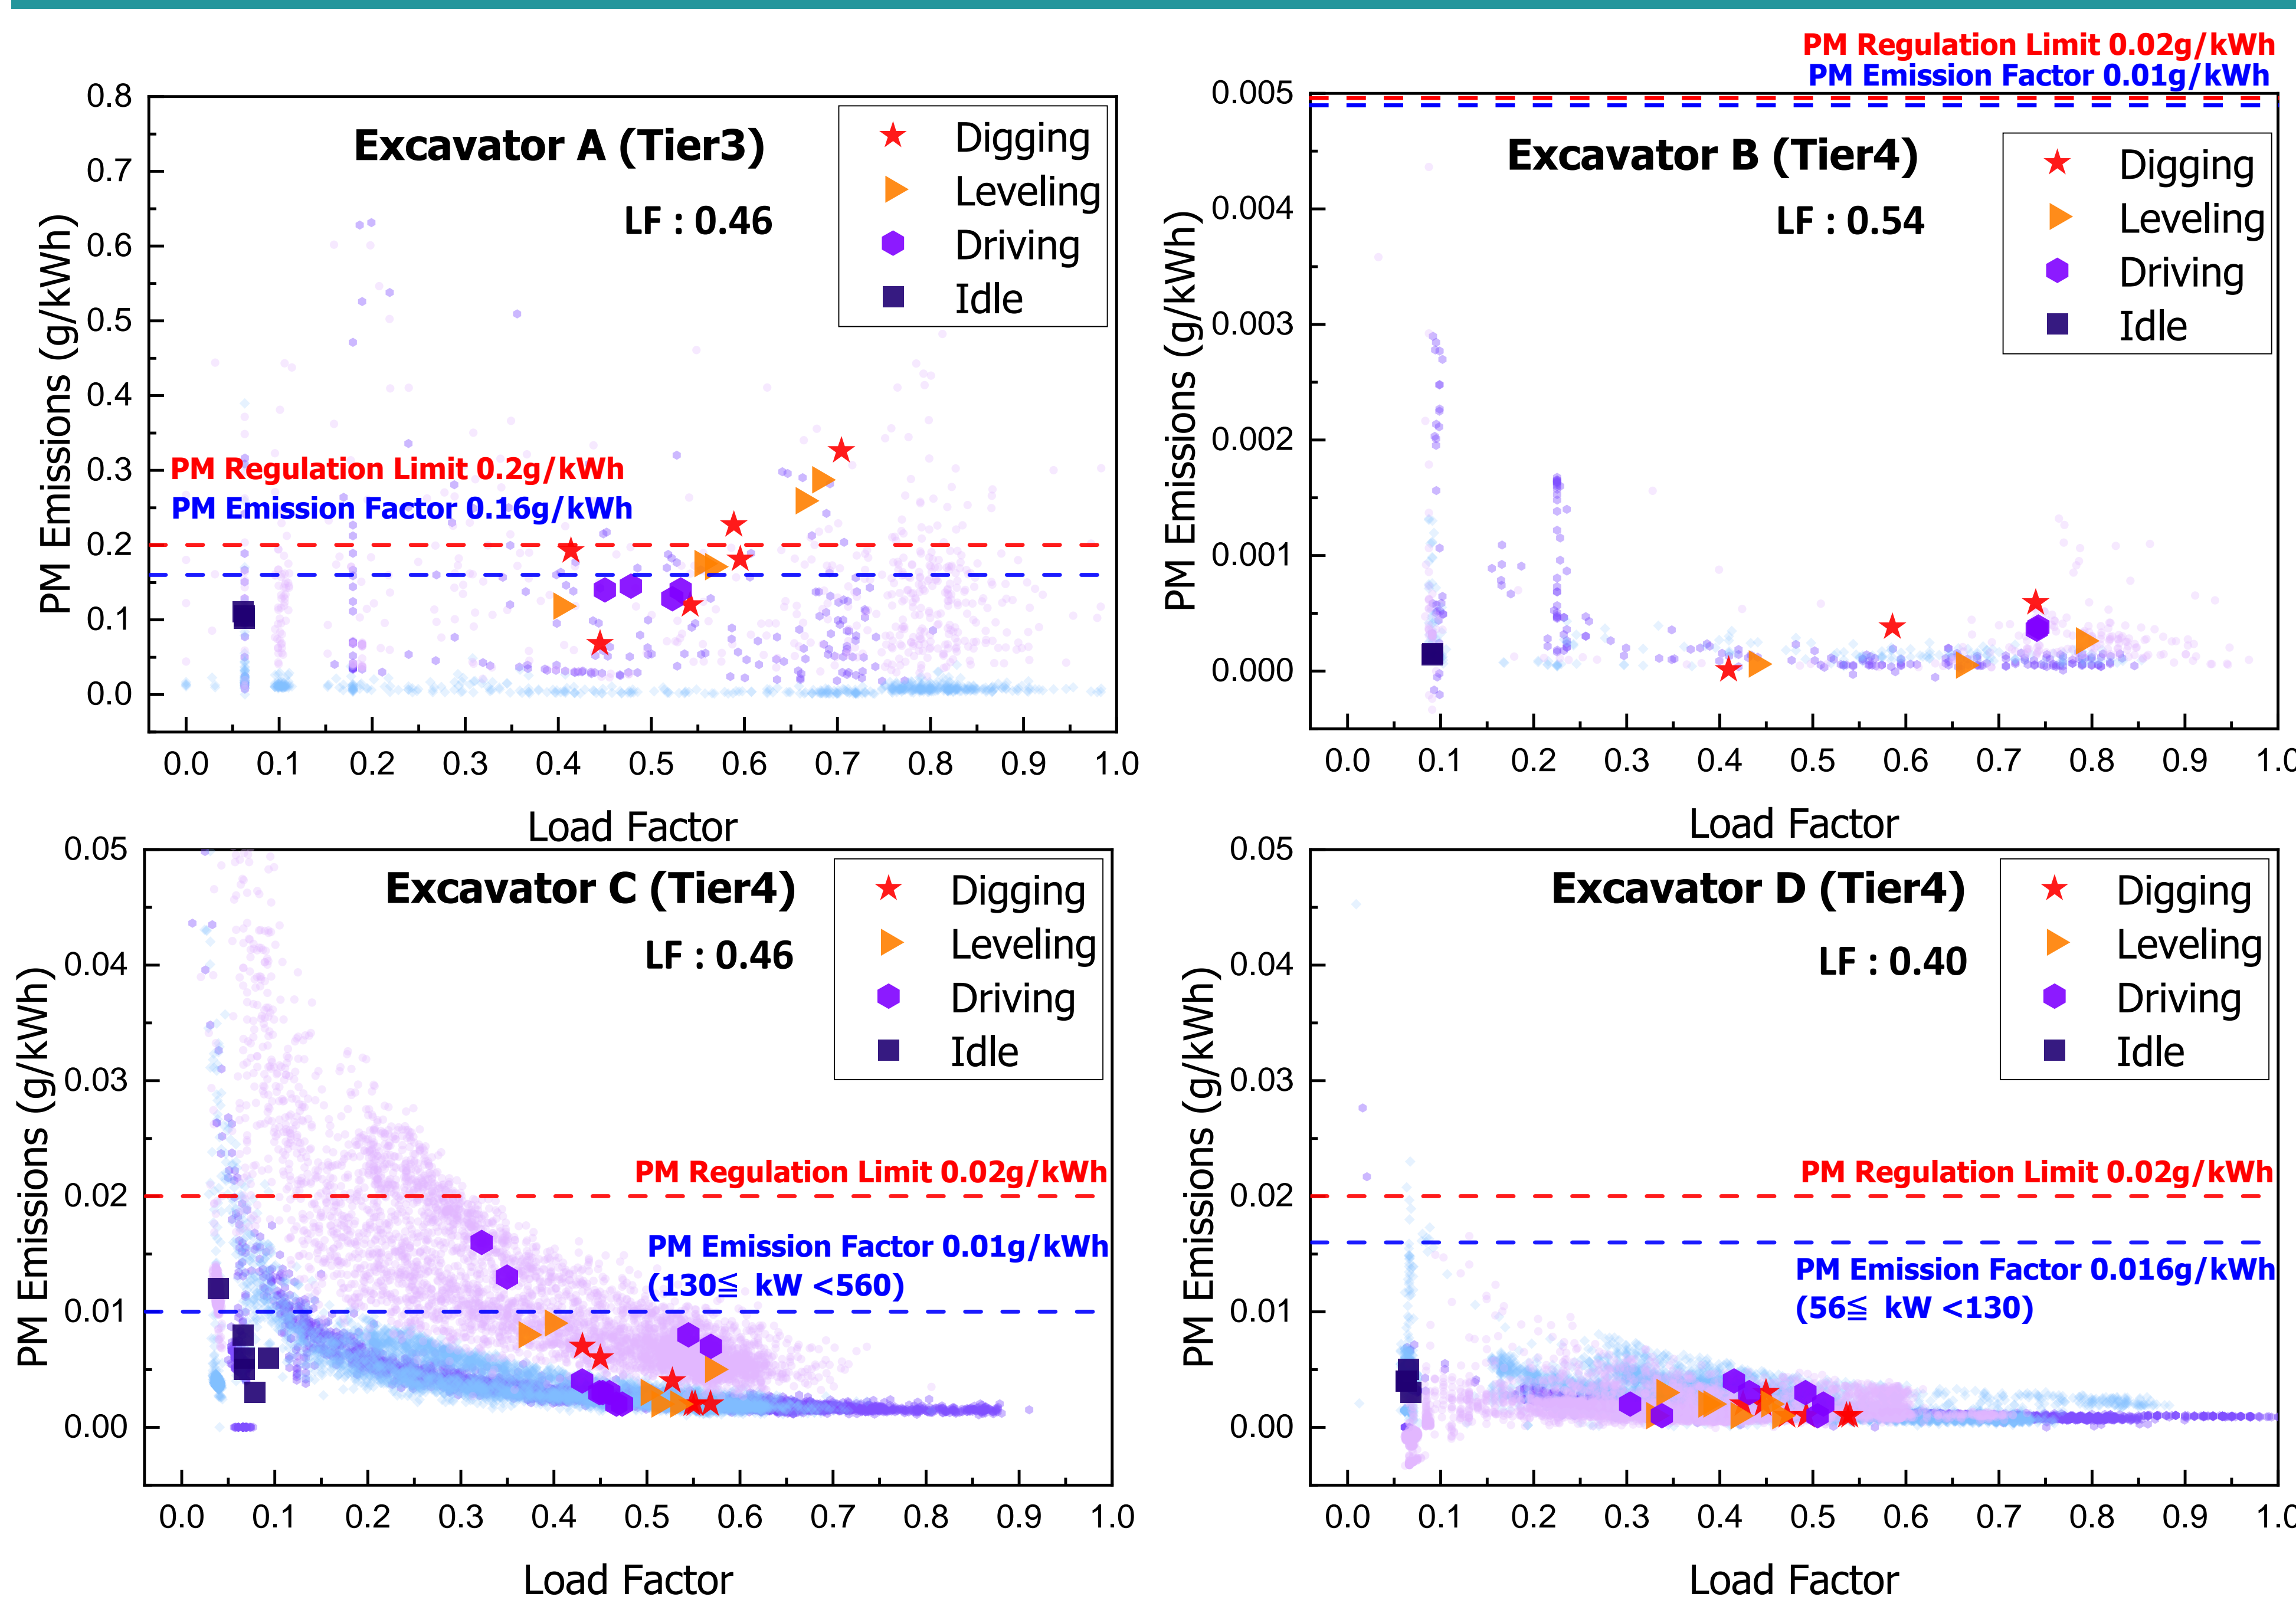 PM Regulation Limit 0.02g/kWh
PM Emission Factor 0.01g/kWh
Excavator A (Tier3)
LF : 0.46
Digging
Leveling
Driving
Idle
PM Regulation Limit 0.2g/kWh
PM Emission Factor 0.16g/kWh
PM Emissions (g/kWh)
0.8
0.7
0.6
0.5
0.4
0.3
0.2
0.1
0.0
0.0 0.1 0.2 0.3 0.4 0.5 0.6 0.7 0.8 0.9 1.0
Load Factor
Excavator B (Tier4)
LF : 0.54
Digging
Leveling
Driving
Idle
PM Emissions (g/kWh)
0.005
0.004
0.003
0.002
0.001
0.000
0.0 0.1 0.2 0.3 0.4 0.5 0.6 0.7 0.8 0.9 1.0
Load Factor
Excavator C (Tier4)
LF : 0.46
Digging
Leveling
Driving
Idle
PM Regulation Limit 0.02g/kWh
PM Emission Factor 0.01g/kWh
(130≦ kW <560)
PM Emissions (g/kWh)
0.05
0.04
0.03
0.02
0.01
0.00
0.0 0.1 0.2 0.3 0.4 0.5 0.6 0.7 0.8 0.9 1.0
Load Factor
Excavator D (Tier4)
LF : 0.40
Digging
Leveling
Driving
Idle
PM Regulation Limit 0.02g/kWh
PM Emission Factor 0.016g/kWh
(56≦ kW <130)
PM Emissions (g/kWh)
0.05
0.04
0.03
0.02
0.01
0.00
0.0 0.1 0.2 0.3 0.4 0.5 0.6 0.7 0.8 0.9 1.0
Load Factor